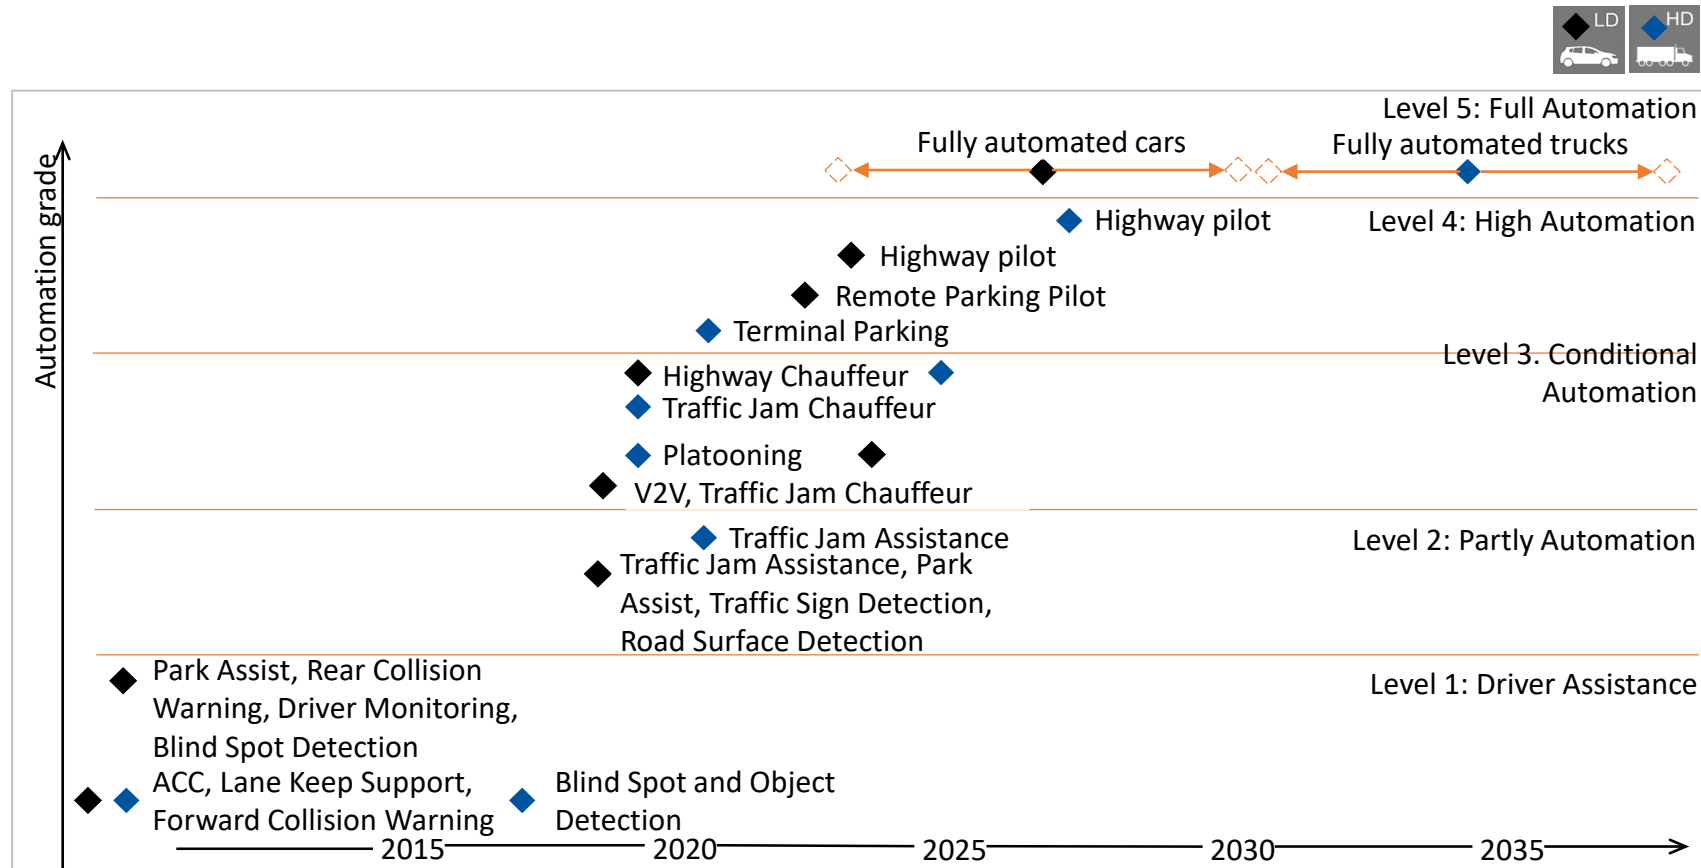 LD
HD
Level 5: Full Automation
Fully automated cars
Fully automated trucks
Automation grade
Highway pilot
Level 4: High Automation
Highway pilot
Remote Parking Pilot
Terminal Parking
Level 3. Conditional
Automation
Highway Chauffeur
Traffic Jam Chauffeur
Platooning
V2V, Traffic Jam Chauffeur
Traffic Jam Assistance
Level 2: Partly Automation
Traffic Jam Assistance, Park
Assist, Traffic Sign Detection,
Road Surface Detection
Park Assist, Rear Collision
Warning, Driver Monitoring,
Blind Spot Detection
Level 1: Driver Assistance
ACC, Lane Keep Support,
Forward Collision Warning
Blind Spot and Object
Detection
2015
2020
2025
2030
2035